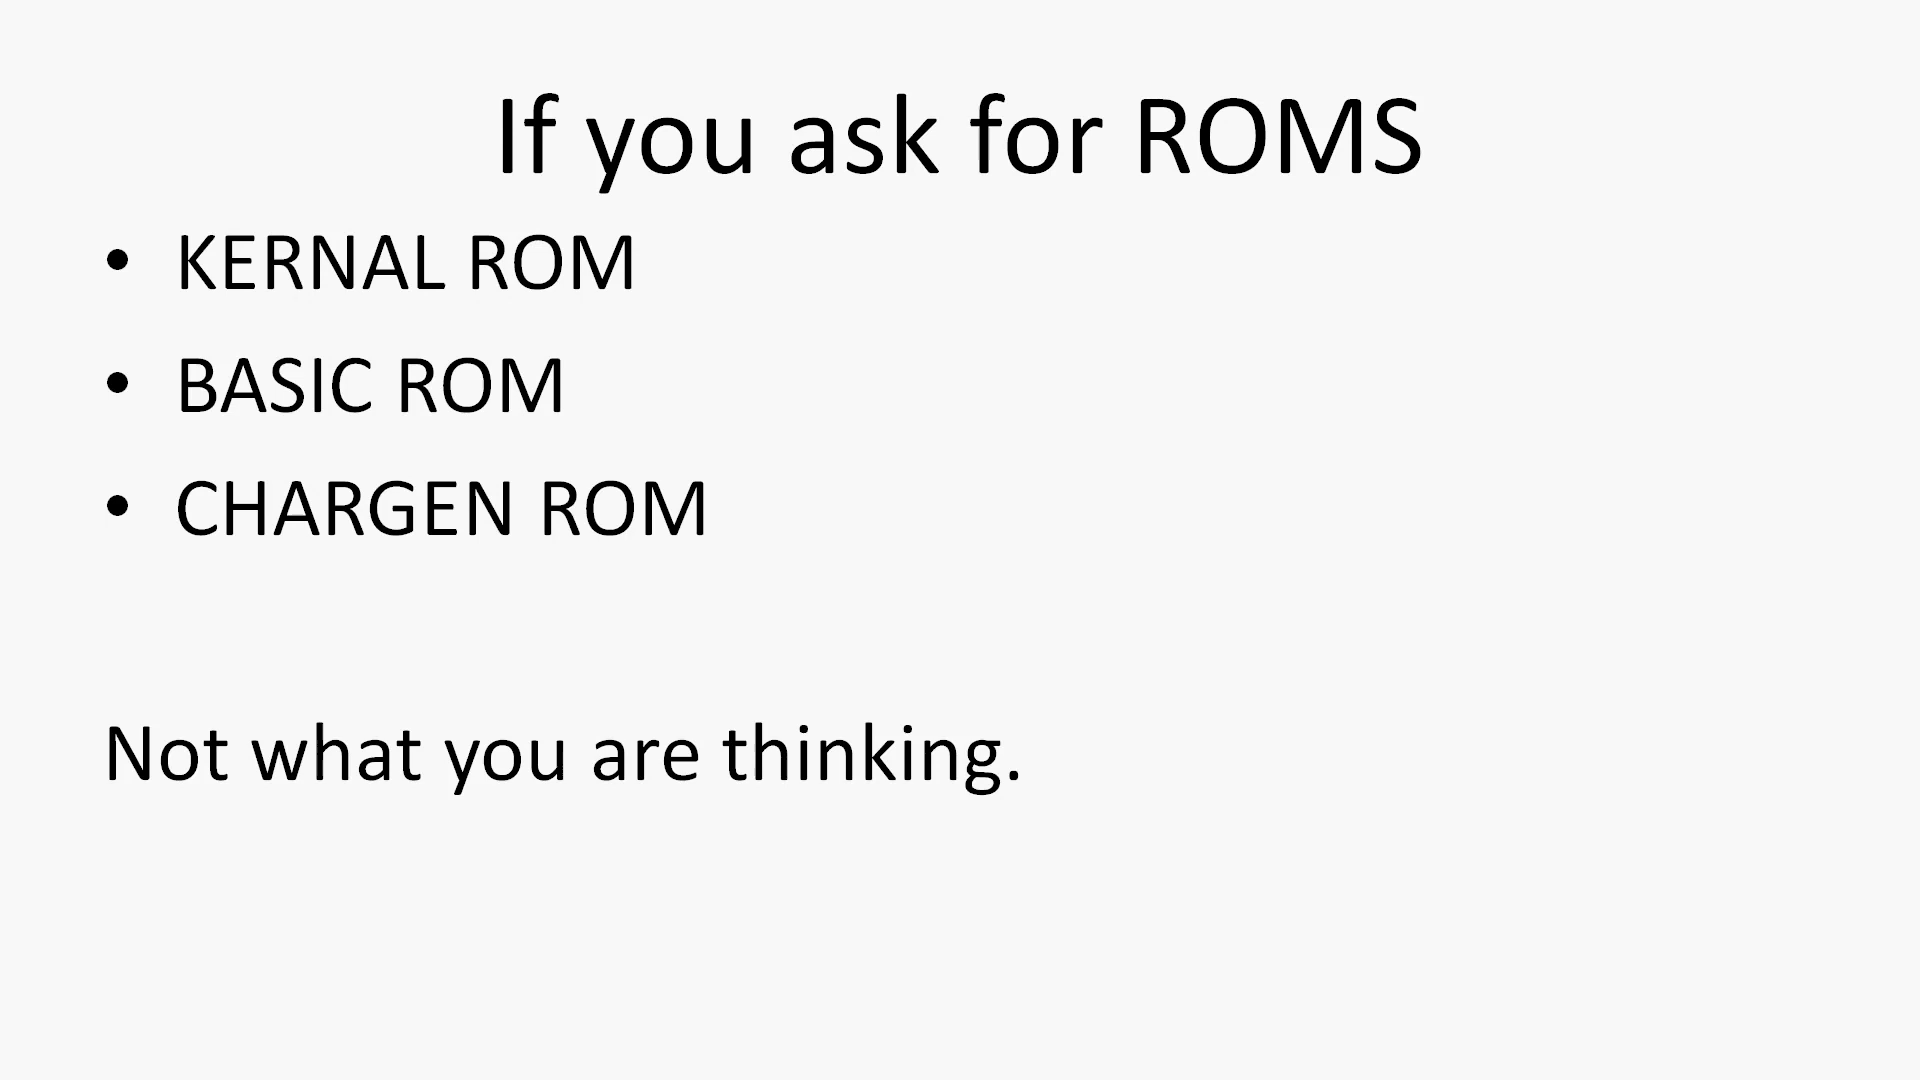 If you ask for ROMS
• KERNAL ROM
• BASIC ROM
• CHARGEN ROM
Not what you are thinking.